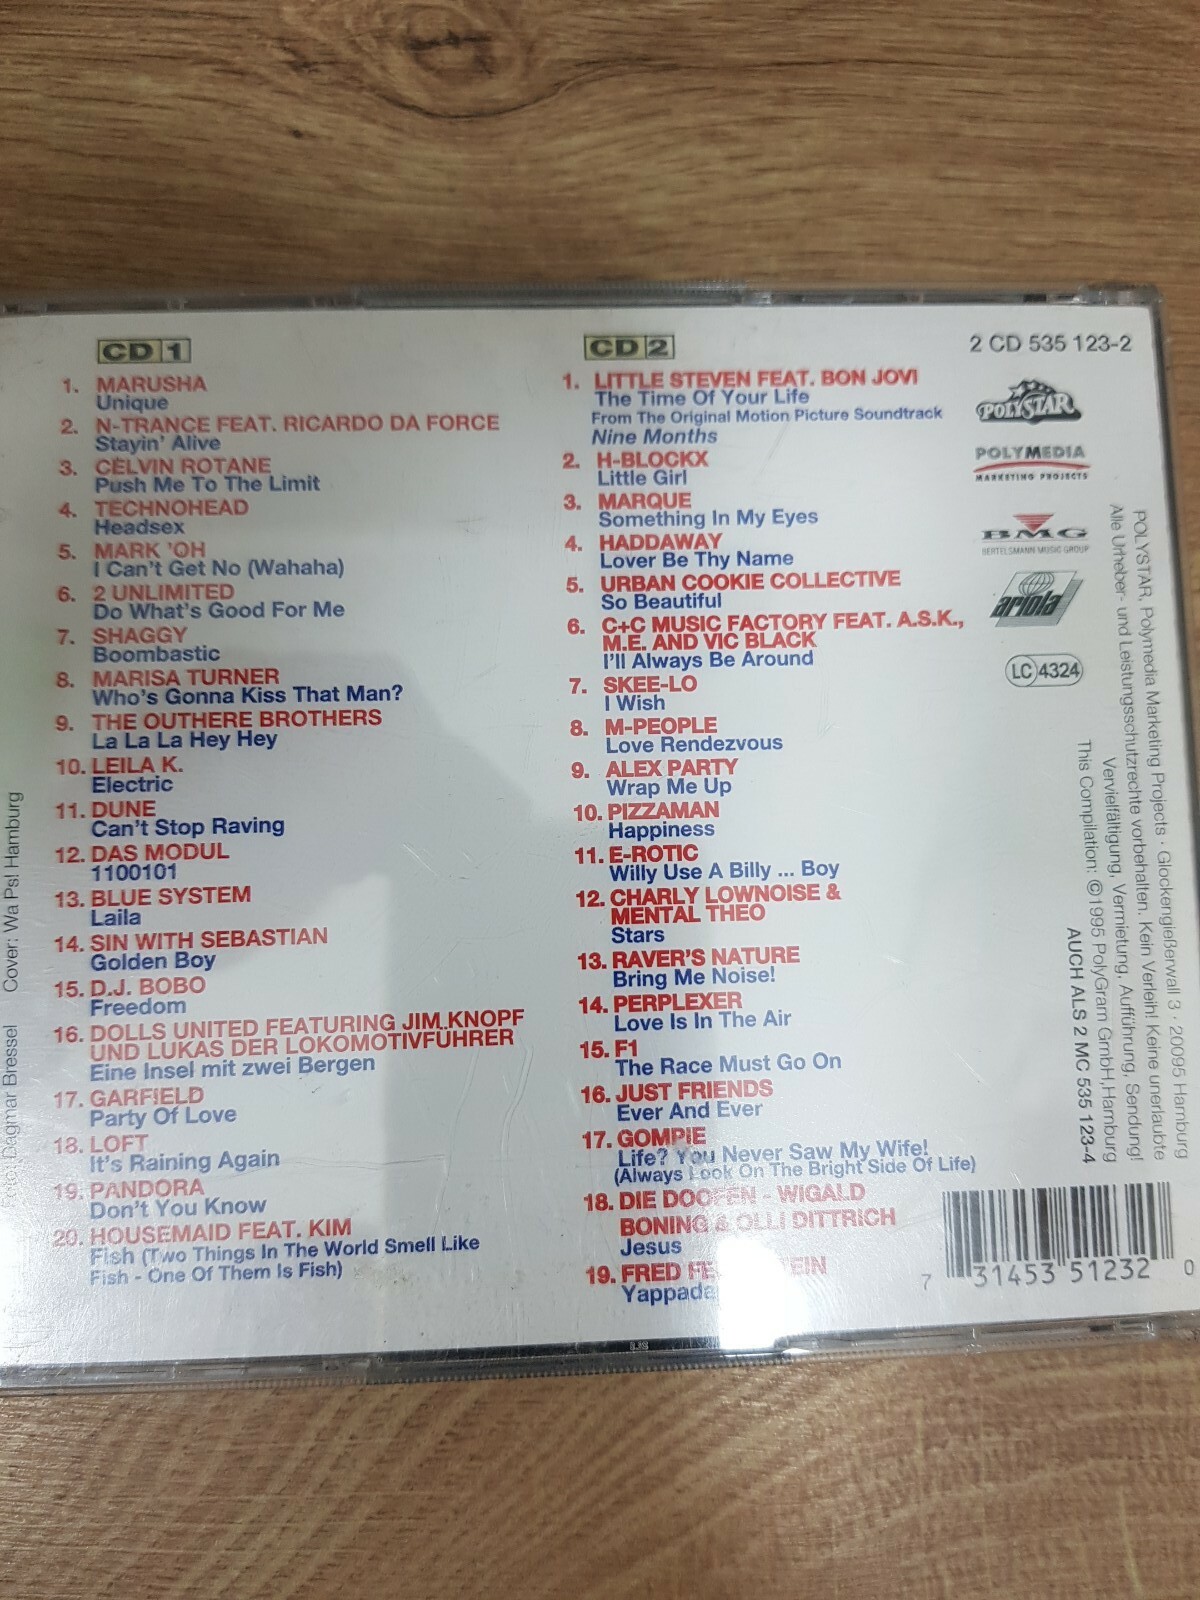 CD 1
1. MARUSHA
Unique
2. N-TRANCE FEAT. RICARDO DA FORCE
Stayin' Alive
3. CELVIN ROTANE
Push Me To The Limit
4. TECHNOHEAD
Headsex
5. MARK 'OH
I Can't Get No (Wahaha)
6. 2 UNLIMITED
Do What's Good For Me
7. SHAGGY
Boombastic
8. MARISA TURNER
Who's Gonna Kiss That Man?
9. THE OUTHERE BROTHERS
La La La Hey Hey
10. LEILA K.
Electric
11. DUNE
Can't Stop Raving
12. DAS MODUL
1100101
13. BLUE SYSTEM
Laila
14. SIN WITH SEBASTIAN
Golden Boy
15. D.J. BOBO
Freedom
16. DOLLS UNITED FEATURING JIM KNOPF
UND LUKAS DER LOKOMOTIVFÜHRER
Eine Insel mit zwei Bergen
17. GARFIELD
Party Of Love
18. LOFT
It's Raining Again
19. PANDORA
Don't You Know
20. HOUSEMAID FEAT. KIM
Fish (Two Things In The World Smell Like
Fish - One Of Them Is Fish)
CD 2
1. LITTLE STEVEN FEAT. BON JOVI
The Time Of Your Life
From The Original Motion Picture Soundtrack
Nine Months
2. H-BLOCKX
Little Girl
3. MARQUE
Something In My Eyes
4. HADDAWAY
Lover Be Thy Name
5. URBAN COOKIE COLLECTIVE
So Beautiful
6. C+C MUSIC FACTORY FEAT. A.S.K.,
M.E. AND VIC BLACK
I'll Always Be Around
7. SKEE-LO
I Wish
8. M-PEOPLE
Love Rendezvous
9. ALEX PARTY
Wrap Me Up
10. PIZZAMAN
Happiness
11. E-ROTIC
Willy Use A Billy ... Boy
12. CHARLY LOWNOISE &
MENTAL THEO
Stars
13. RAVER'S NATURE
Bring Me Noise!
14. PERPLEXER
Love Is In The Air
15. F1
The Race Must Go On
16. JUST FRIENDS
Ever And Ever
17. GOMPIE
Life? You Never Saw My Wife!
(Always Look On The Bright Side Of Life)
18. DIE DOOFEN - WIGALD
BONING & OLLI DITTRICH
Jesus
19. FRED
2 CD 535 123-2
POLYSTAR
POLYMEDIA
MARKETING PROJECTS
BMG
BERTELSMANN MUSIC GROUP
ariola
LC 4324
POLYSTAR, Polymedia Marketing Projects · Glockengießerwall 3 · 20095 Hamburg
Alle Urheber- und Leistungsschutzrechte vorbehalten. Kein Verleih! Keine unerlaubte
Vervielfältigung, Vermietung, Aufführung, Sendung!
This Compilation: ©1995 PolyGram GmbH, Hamburg
AUCH ALS 2 MC 535 123-4
7 31453 51232 0
Dagmar Bressel Cover: Wa Ps! Hamburg